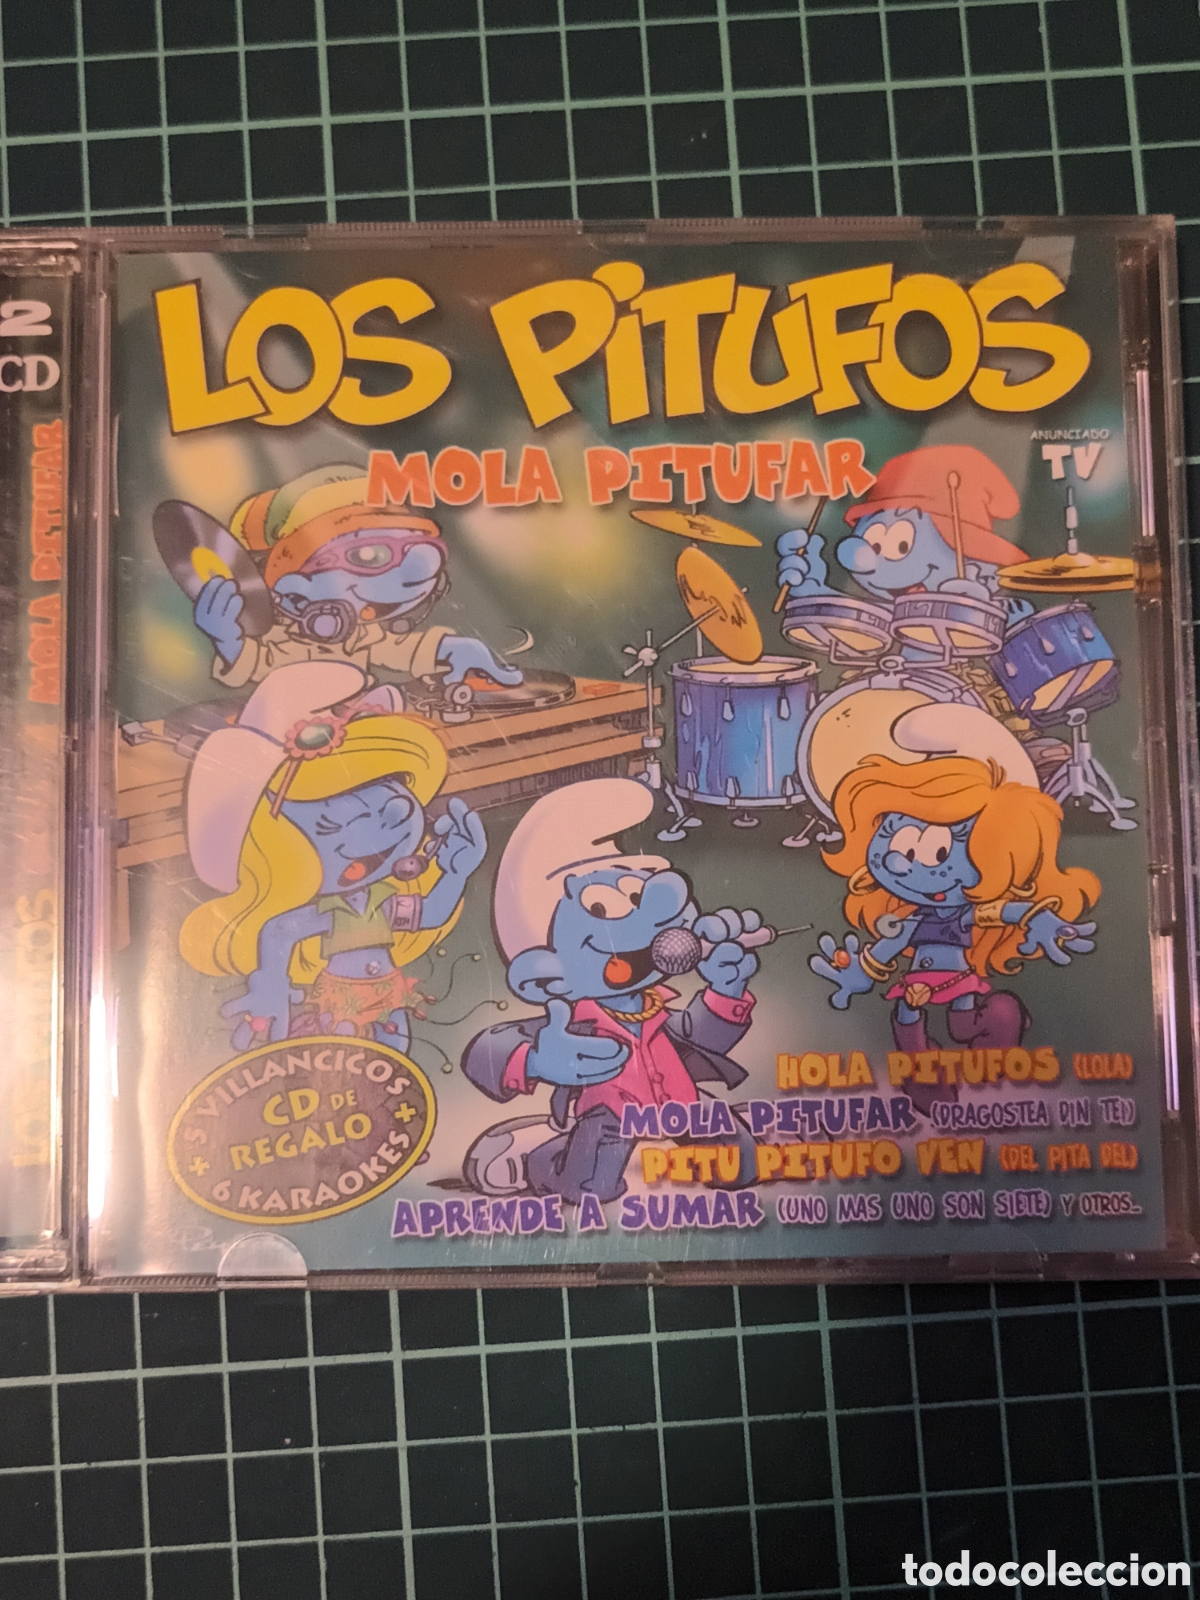 2
CD
MOLA PITUFAR
LOS PITUFOS
MOLA PITUFAR
ANUNCIADO
TV
HOLA PITUFOS (LOLA)
MOLA PITUFAR (DRAGOSTEA DIN TEI)
PITU PITUFO VEN (DEL PITA DEL)
APRENDE A SUMAR (UNO MAS UNO SON SIETE) Y OTROS...
5 VILLANCICOS
CD DE
REGALO
6 KARAOKES
todocoleccion